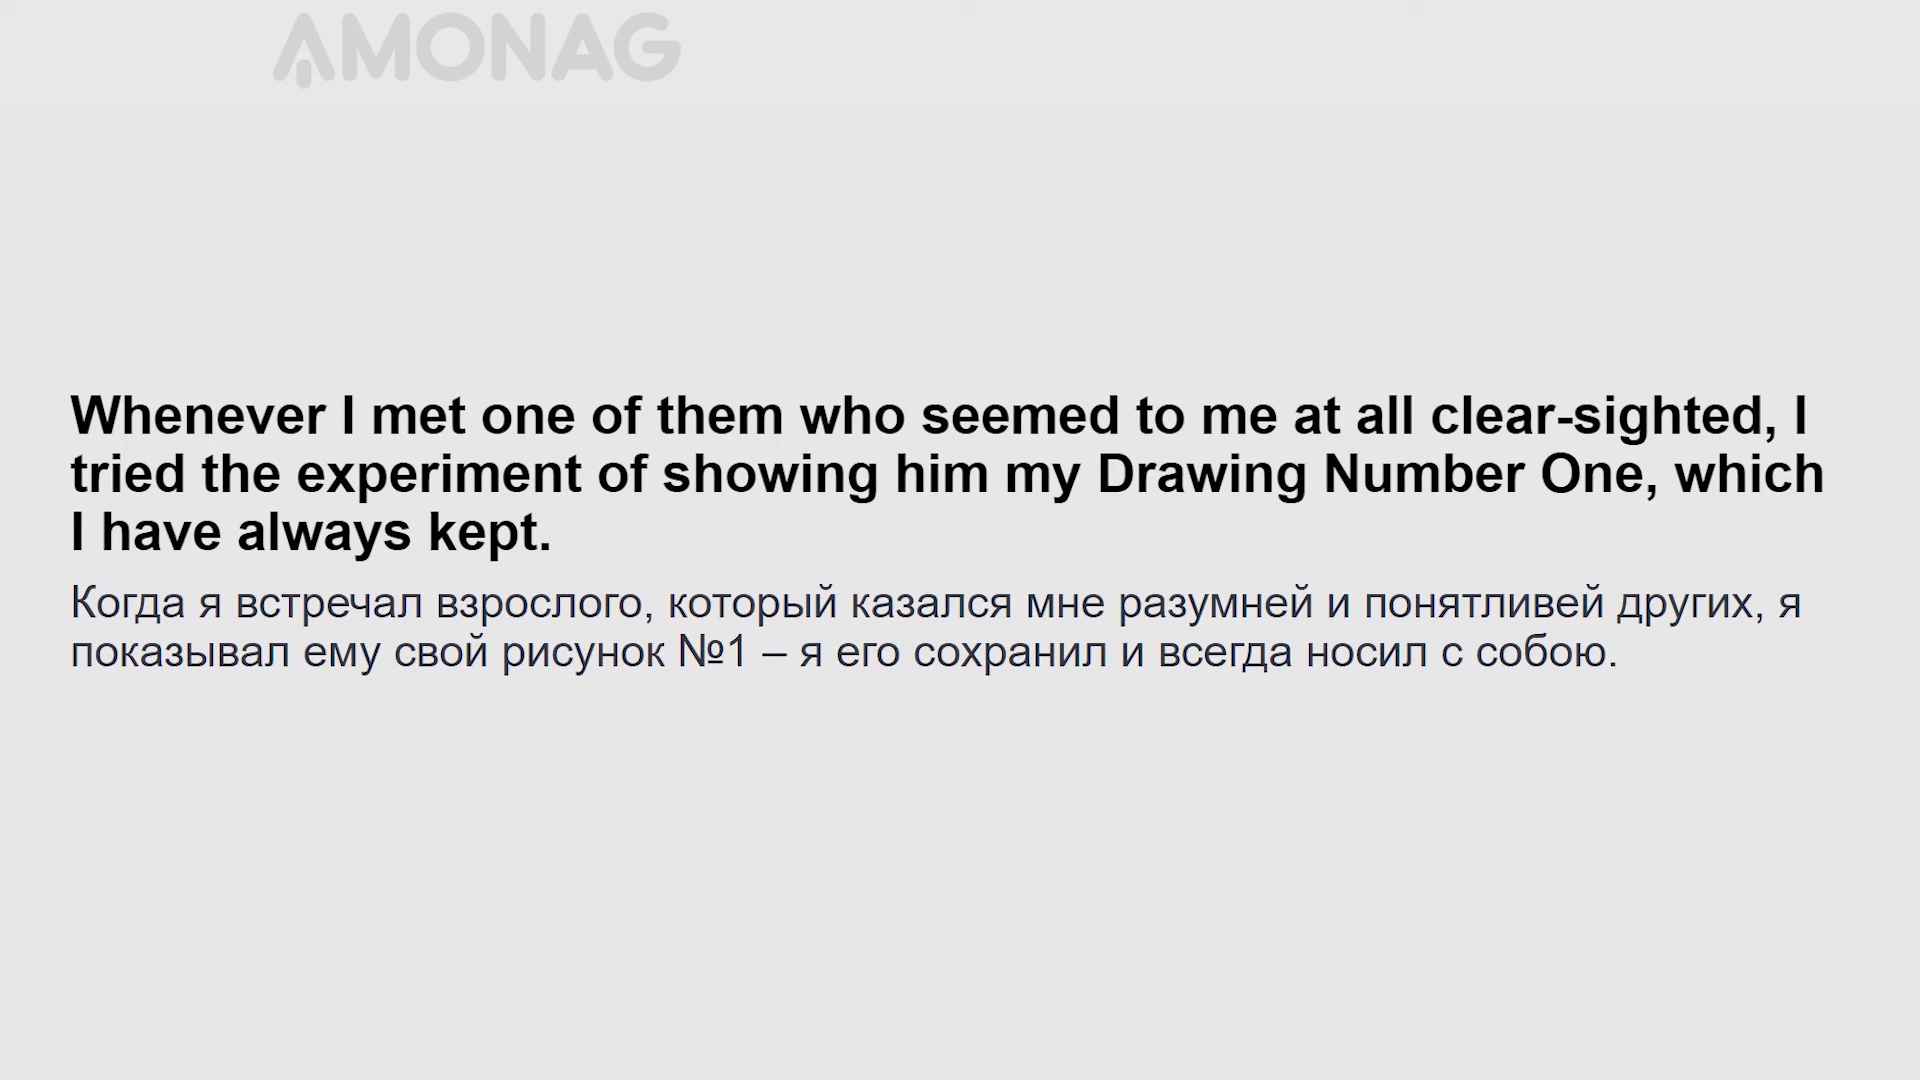 AMONAG
Whenever I met one of them who seemed to me at all clear-sighted, I
tried the experiment of showing him my Drawing Number One, which
I have always kept.
Когда я встречал взрослого, который казался мне разумней и понятливей других, я
показывал ему свой рисунок №1 – я его сохранил и всегда носил с собою.